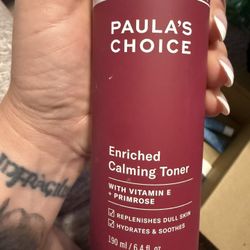 PAULA'S
CHOICE
Enriched
Calming Toner
WITH VITAMIN E
+ PRIMROSE
REPLENISHES DULL SKIN
HYDRATES & SOOTHES
190 ml / 6.4 fl. oz.